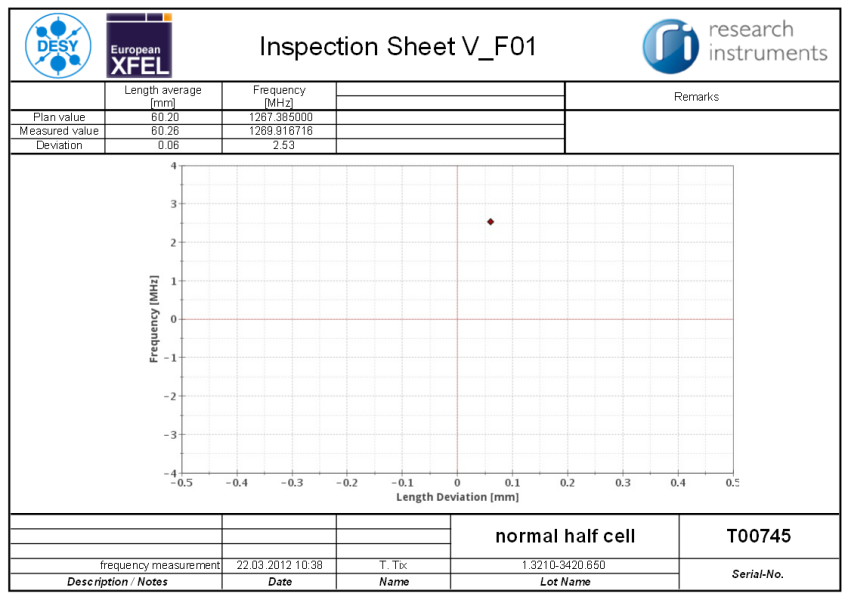 DESY
European
XFEL
Inspection Sheet V_F01
research
instruments
Length average
[mm]
Frequency
[MHz]
Remarks
Plan value 60.20 1267.385000
Measured value 60.26 1269.916716
Deviation 0.06 2.53
4
3
2
1
0
−1
−2
−3
−4
Frequency [MHz]
−0.5 −0.4 −0.3 −0.2 −0.1 0 0.1 0.2 0.3 0.4 0.5
Length Deviation [mm]
normal half cell
T00745
frequency measurement 22.03.2012 10:38 T. Tix 1.3210-3420.650
Description / Notes Date Name Lot Name
Serial-No.